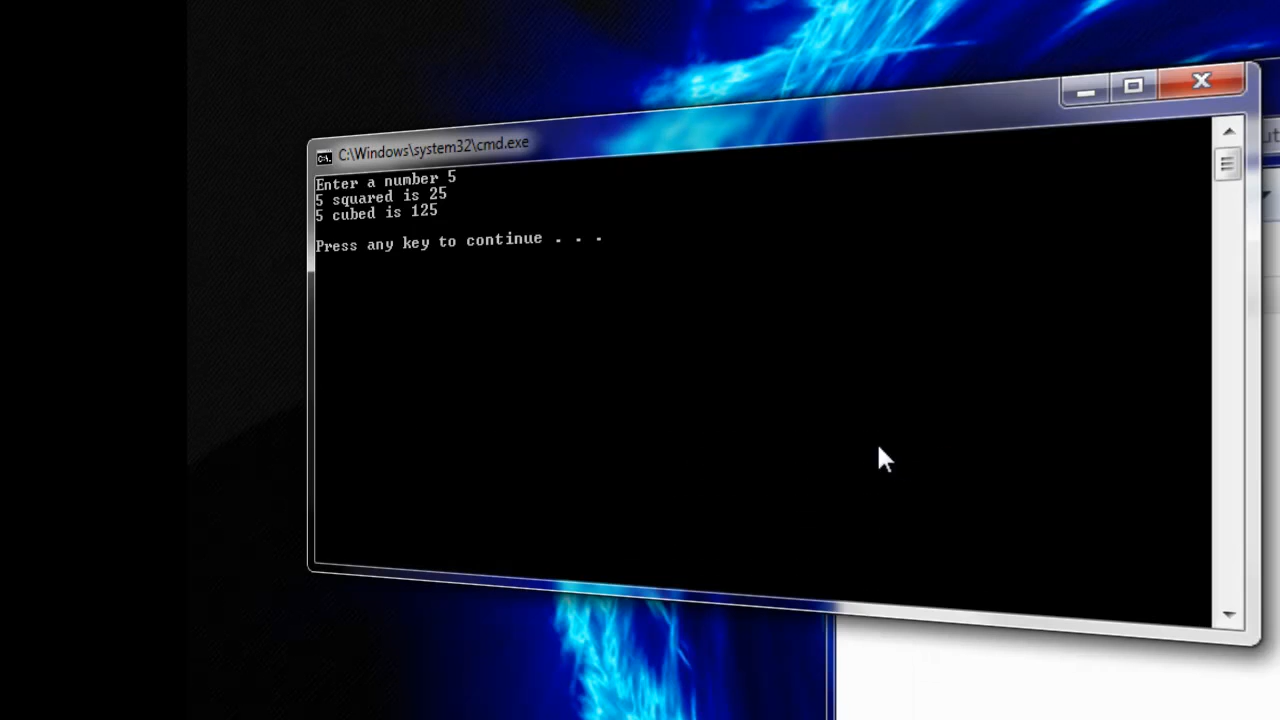 C:\Windows\system32\cmd.exe
Enter a number 5
5 squared is 25
5 cubed is 125
Press any key to continue . . .